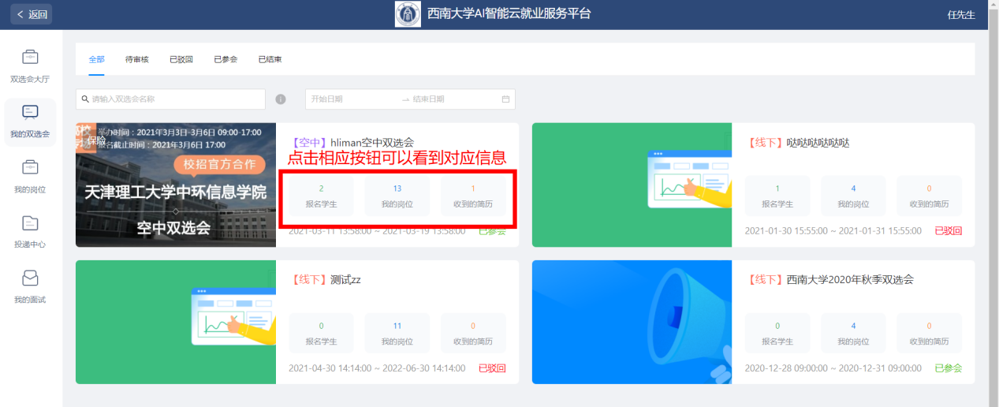 返回
西南大学AI智能云就业服务平台
任先生
双选会大厅
我的双选会
我的岗位
投递中心
我的面试
全部 待审核 已驳回 已参会 已结束
请输入双选会名称
开始日期 → 结束日期
举办时间：2021年3月3日-3月6日 09:00-17:00
报名截止时间：2021年3月6日 17:00
保险
校招官方合作
天津理工大学中环信息学院
空中双选会
【空中】hliman空中双选会
点击相应按钮可以看到对应信息
2 13 1
报名学生 我的岗位 收到的简历
2021-03-11 13:58:00 ~ 2021-03-19 13:58:00 已参会
【线下】哒哒哒哒哒哒
1 4 0
报名学生 我的岗位 收到的简历
2021-01-30 15:55:00 ~ 2021-01-31 15:55:00 已驳回
【线下】测试zz
0 11 0
报名学生 我的岗位 收到的简历
2021-04-30 14:14:00 ~ 2022-06-30 14:14:00 已驳回
【线下】西南大学2020年秋季双选会
0 4 0
报名学生 我的岗位 收到的简历
2020-12-28 09:00:00 ~ 2020-12-31 09:00:00 已参会